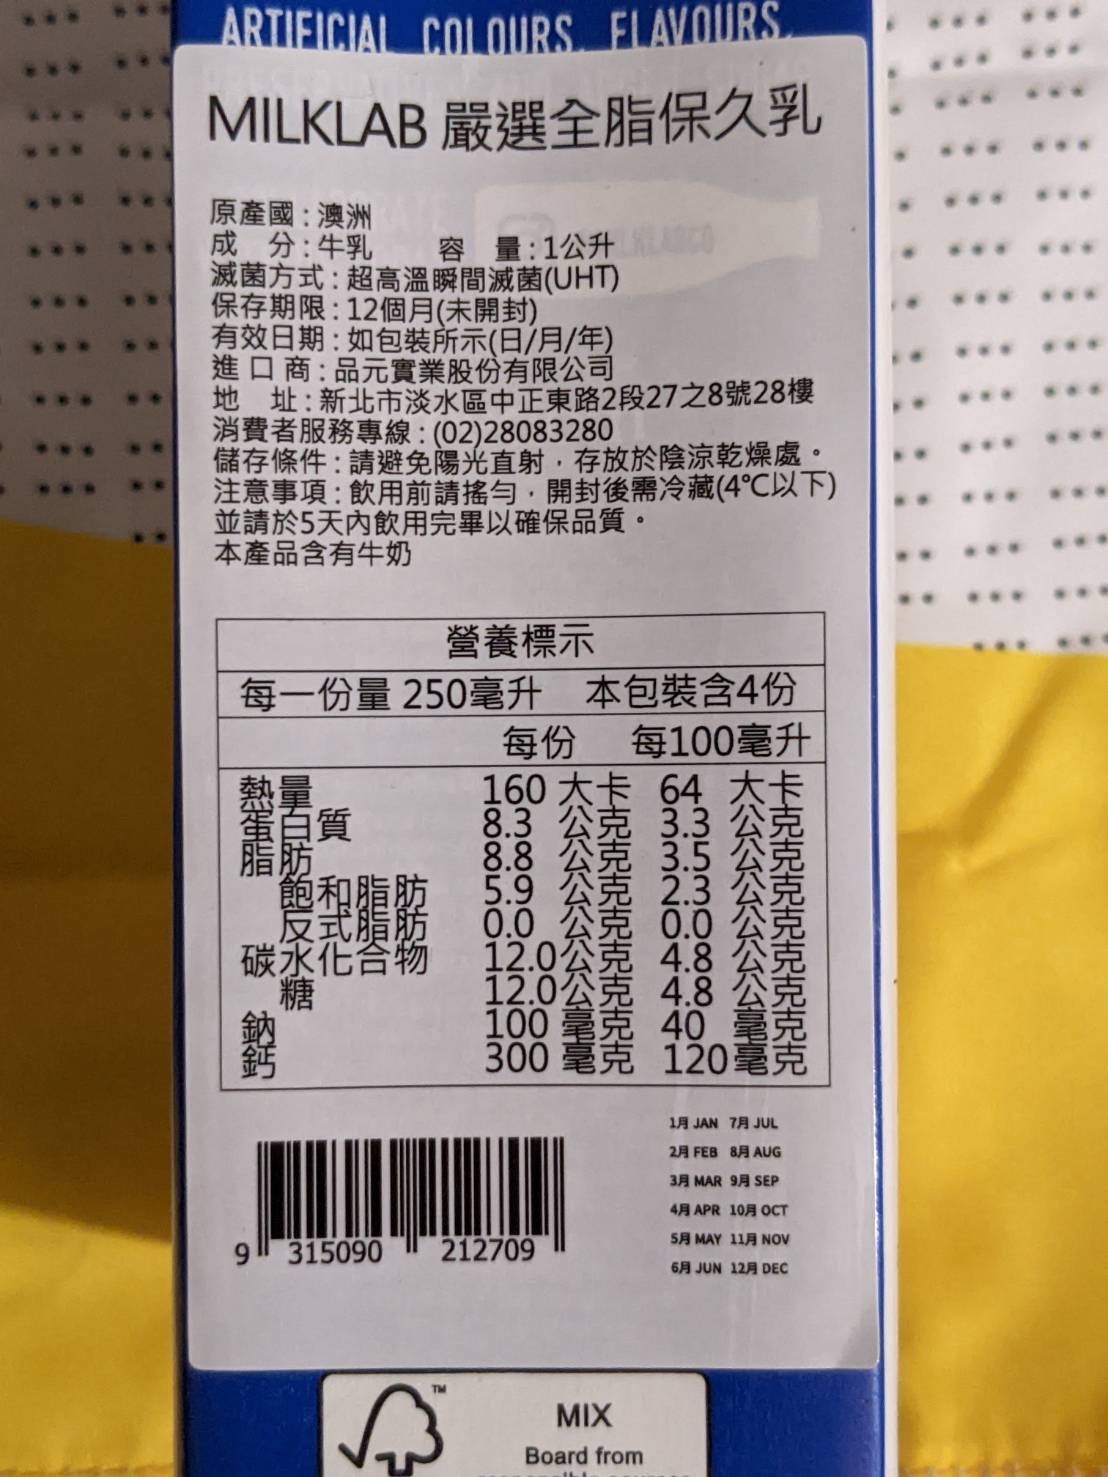 ARTIFICIAL COLOURS, FLAVOURS,
MILKLAB 嚴選全脂保久乳
原產國：澳洲
成　分：牛乳　　容　量：1公升
滅菌方式：超高溫瞬間滅菌(UHT)
保存期限：12個月(未開封)
有效日期：如包裝所示(日/月/年)
進口商：品元實業股份有限公司
地　址：新北市淡水區中正東路2段27之8號28樓
消費者服務專線：(02)28083280
儲存條件：請避免陽光直射，存放於陰涼乾燥處。
注意事項：飲用前請搖勻，開封後需冷藏(4℃以下)
並請於5天內飲用完畢以確保品質。
本產品含有牛奶
營養標示
每一份量 250毫升　本包裝含4份
每份　每100毫升
熱量 160 大卡 64 大卡
蛋白質 8.3 公克 3.3 公克
脂肪 8.8 公克 3.5 公克
飽和脂肪 5.9 公克 2.3 公克
反式脂肪 0.0 公克 0.0 公克
碳水化合物 12.0公克 4.8 公克
糖 12.0公克 4.8 公克
鈉 100 毫克 40 毫克
鈣 300 毫克 120毫克
1月 JAN 7月 JUL
2月 FEB 8月 AUG
3月 MAR 9月 SEP
4月 APR 10月 OCT
5月 MAY 11月 NOV
6月 JUN 12月 DEC
9 315090 212709
TM
MIX
Board from